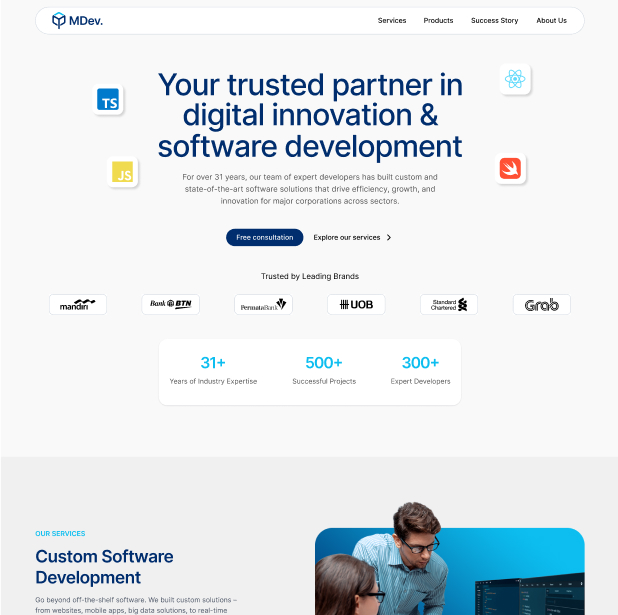 MDev.
Services Products Success Story About Us
Your trusted partner in
digital innovation &
software development
TS
JS
For over 31 years, our team of expert developers has built custom and
state-of-the-art software solutions that drive efficiency, growth, and
innovation for major corporations across sectors.
Free consultation Explore our services
Trusted by Leading Brands
mandiri
Bank BTN
PermataBank
UOB
Standard
Chartered
Grab
31+ 500+ 300+
Years of Industry Expertise Successful Projects Expert Developers
OUR SERVICES
Custom Software
Development
Go beyond off-the-shelf software. We built custom solutions –
from websites, mobile apps, big data solutions, to real-time